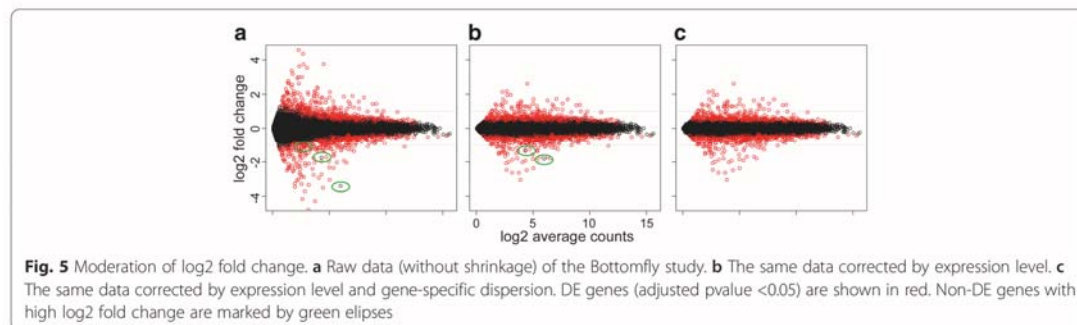 a
b
c
log2 fold change
4
2
0
-2
-4
0
5
10
15
log2 average counts
Fig. 5 Moderation of log2 fold change. a Raw data (without shrinkage) of the Bottomfly study. b The same data corrected by expression level. c
The same data corrected by expression level and gene-specific dispersion. DE genes (adjusted pvalue <0.05) are shown in red. Non-DE genes with
high log2 fold change are marked by green elipses